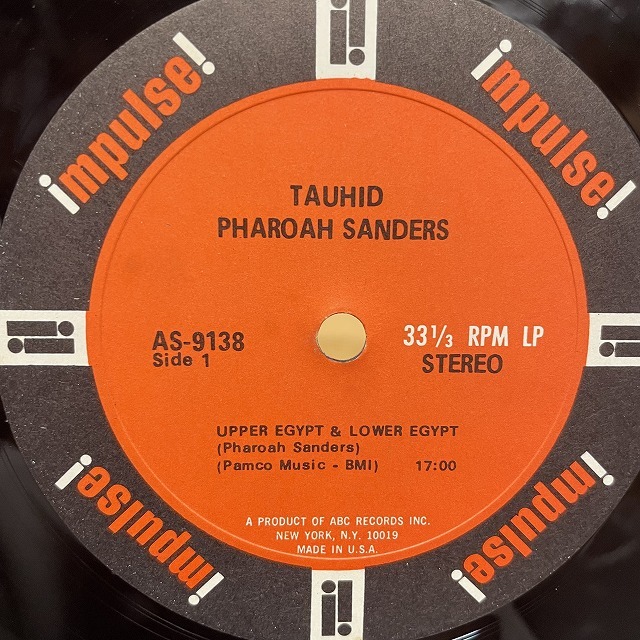 impulse!
impulse!
TAUHID
PHAROAH SANDERS
AS-9138
Side 1
33⅓ RPM LP
STEREO
UPPER EGYPT & LOWER EGYPT
(Pharoah Sanders)
(Pamco Music - BMI) 17:00
A PRODUCT OF ABC RECORDS INC.
NEW YORK, N.Y. 10019
MADE IN U.S.A.
impulse!
impulse!